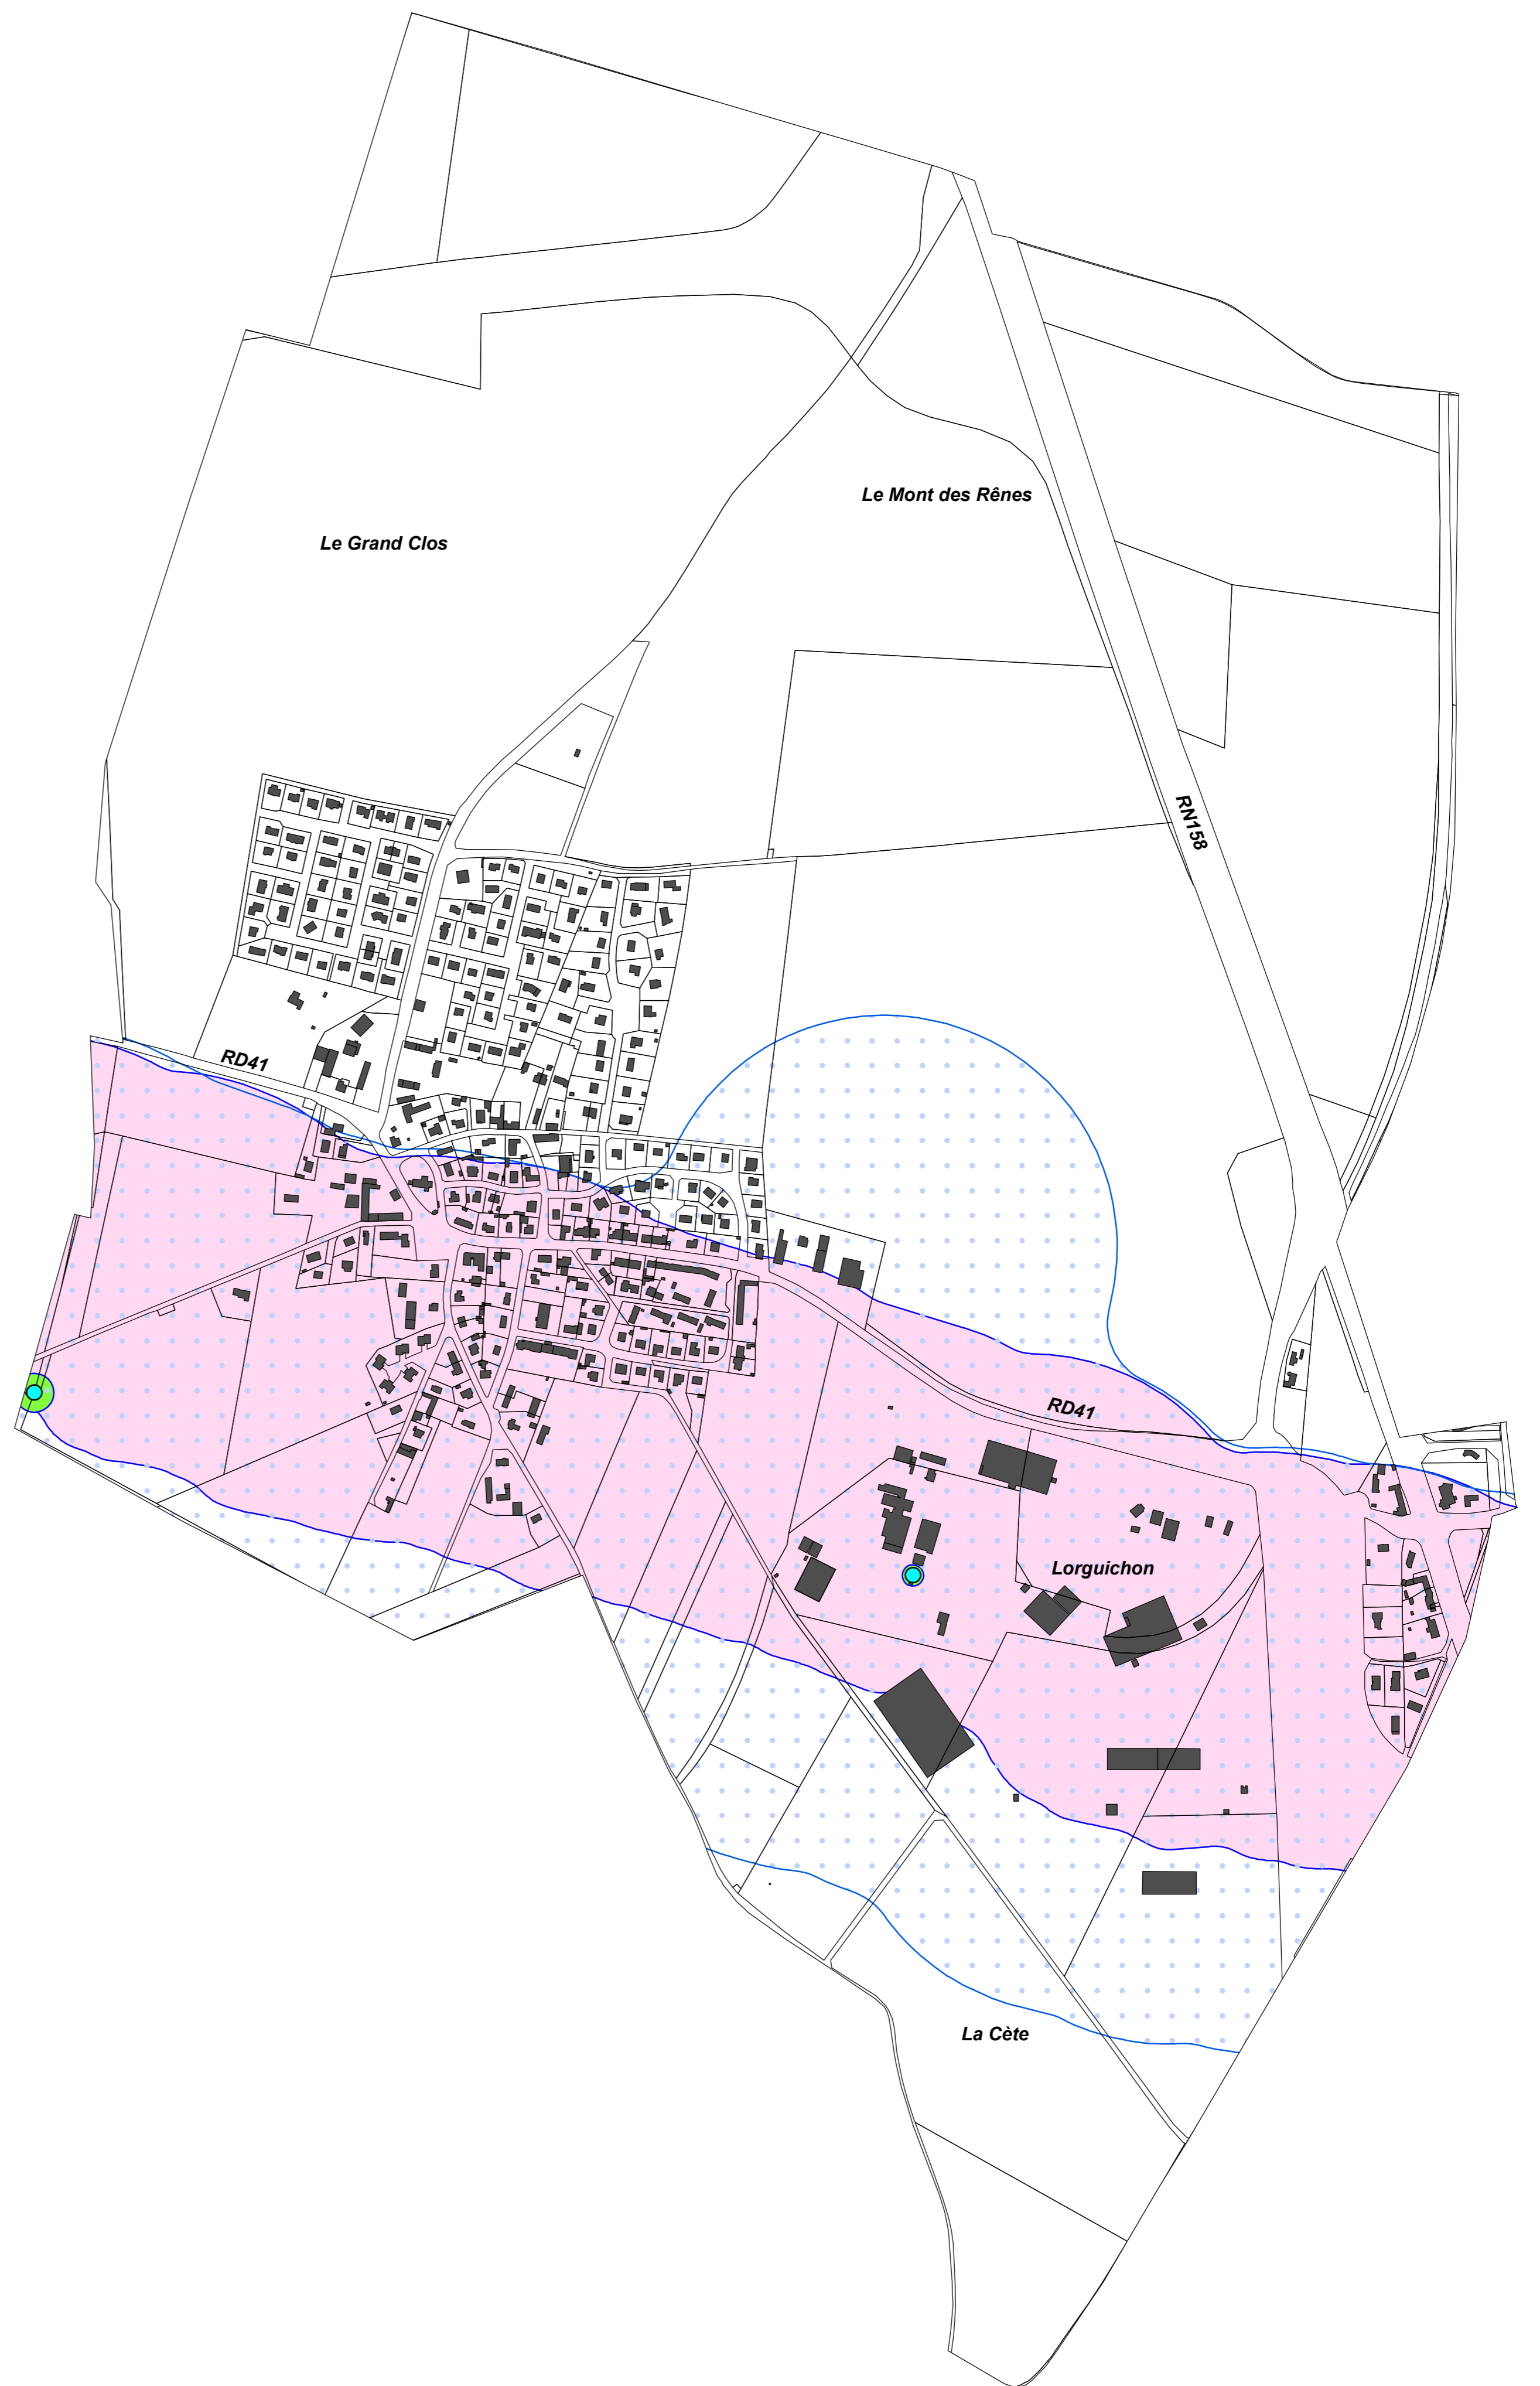 Le Mont des Rênes
Le Grand Clos
RN158
RD41
RD41
Lorguichon
La Cète